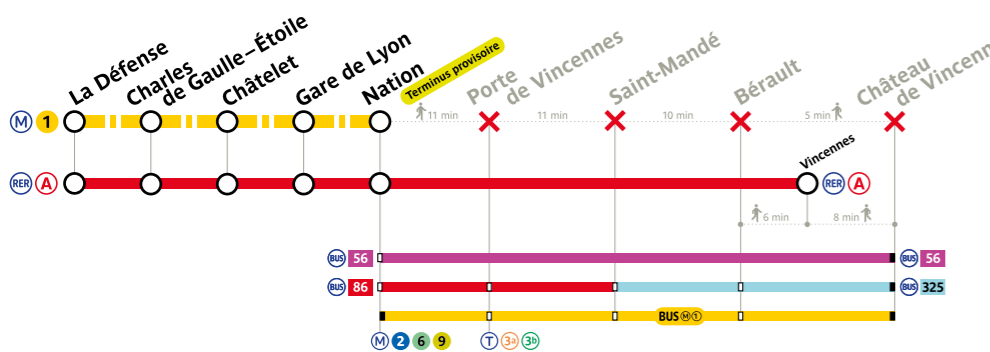 La Défense
Charles
de Gaulle–Étoile
Châtelet
Gare de Lyon
Nation
Terminus provisoire
Porte
de Vincennes
Saint-Mandé
Bérault
Château
de Vincenn
M 1
11 min
11 min
10 min
5 min
Vincennes
RER A
RER A
6 min
8 min
BUS 56
BUS 56
BUS 86
BUS 325
BUS M 1
M 2 6 9
T 3a 3b